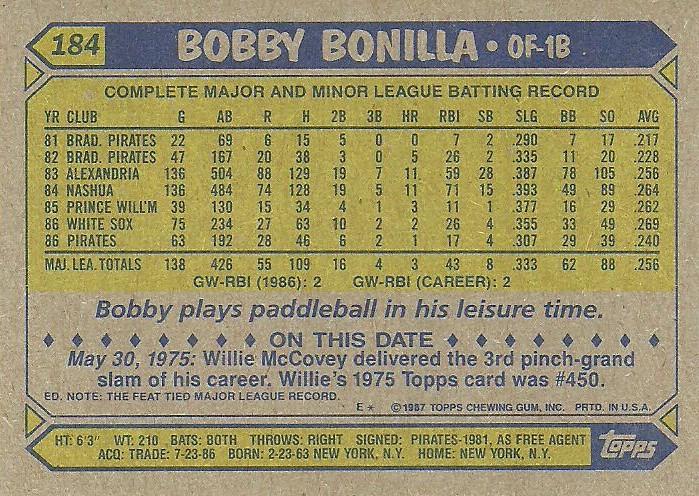 184 BOBBY BONILLA • OF-1B
COMPLETE MAJOR AND MINOR LEAGUE BATTING RECORD
YR CLUB G AB R H 2B 3B HR RBI SB SLG BB SO AVG
81 BRAD. PIRATES 22 69 6 15 5 0 0 7 2 .290 7 17 .217
82 BRAD. PIRATES 47 167 20 38 3 0 5 26 2 .335 11 20 .228
83 ALEXANDRIA 136 504 88 129 19 7 11 59 28 .387 78 105 .256
84 NASHUA 136 484 74 128 19 5 11 71 15 .393 49 89 .264
85 PRINCE WILL'M 39 130 15 34 4 1 3 11 1 .377 16 29 .262
86 WHITE SOX 75 234 27 63 10 2 2 26 4 .355 33 49 .269
86 PIRATES 63 192 28 46 6 2 1 17 4 .307 29 39 .240
MAJ. LEA. TOTALS 138 426 55 109 16 4 3 43 8 .333 62 88 .256
GW-RBI (1986): 2 GW-RBI (CAREER): 2
Bobby plays paddleball in his leisure time.
♦ ♦ ♦ ♦ ♦ ♦ ♦ ON THIS DATE ♦ ♦ ♦ ♦ ♦ ♦ ♦
May 30, 1975: Willie McCovey delivered the 3rd pinch-grand
slam of his career. Willie's 1975 Topps card was #450.
ED. NOTE: THE FEAT TIED MAJOR LEAGUE RECORD.
E * ©1987 TOPPS CHEWING GUM, INC. PRTD. IN U.S.A.
HT: 6'3" WT: 210 BATS: BOTH THROWS: RIGHT SIGNED: PIRATES-1981, AS FREE AGENT
ACQ: TRADE: 7-23-86 BORN: 2-23-63 NEW YORK, N.Y. HOME: NEW YORK, N.Y.
topps